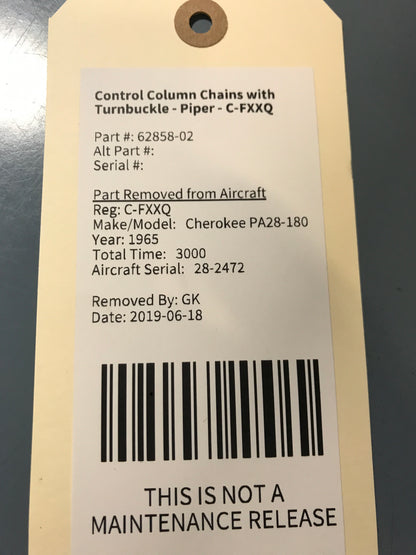 Control Column Chains with
Turnbuckle - Piper - C-FXXQ
Part #: 62858-02
Alt Part #:
Serial #:
Part Removed from Aircraft
Reg: C-FXXQ
Make/Model: Cherokee PA28-180
Year: 1965
Total Time: 3000
Aircraft Serial: 28-2472
Removed By: GK
Date: 2019-06-18
THIS IS NOT A
MAINTENANCE RELEASE